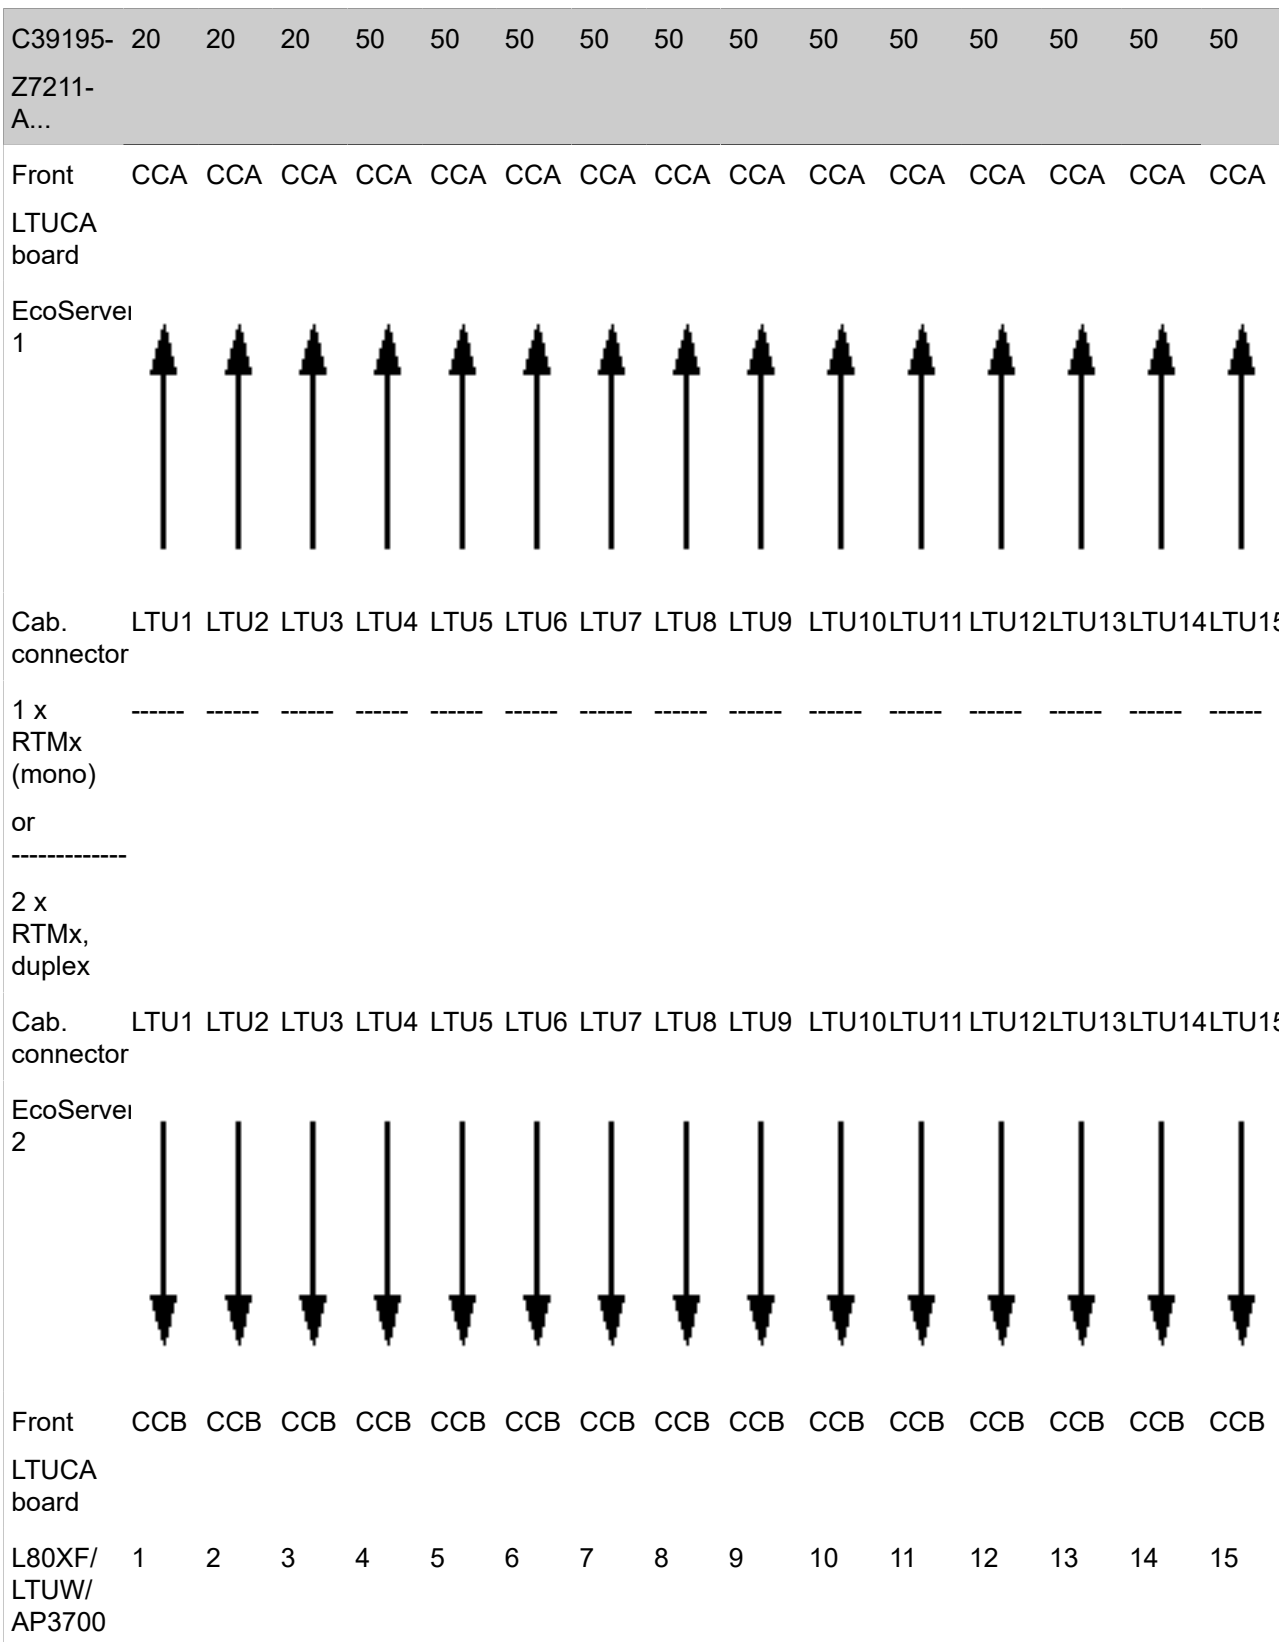 C39195- 20 20 20 50 50 50 50 50 50 50 50 50 50 50 50
Z7211-
A...
Front CCA CCA CCA CCA CCA CCA CCA CCA CCA CCA CCA CCA CCA CCA CCA
LTUCA
board
EcoServer
1
Cab. LTU1 LTU2 LTU3 LTU4 LTU5 LTU6 LTU7 LTU8 LTU9 LTU10 LTU11 LTU12 LTU13 LTU14 LTU15
connector
1 x ------ ------ ------ ------ ------ ------ ------ ------ ------ ------ ------ ------ ------ ------ ------
RTMx
(mono)
or
-------------
2 x
RTMx,
duplex
Cab. LTU1 LTU2 LTU3 LTU4 LTU5 LTU6 LTU7 LTU8 LTU9 LTU10 LTU11 LTU12 LTU13 LTU14 LTU15
connector
EcoServer
2
Front CCB CCB CCB CCB CCB CCB CCB CCB CCB CCB CCB CCB CCB CCB CCB
LTUCA
board
L80XF/ 1 2 3 4 5 6 7 8 9 10 11 12 13 14 15
LTUW/
AP3700